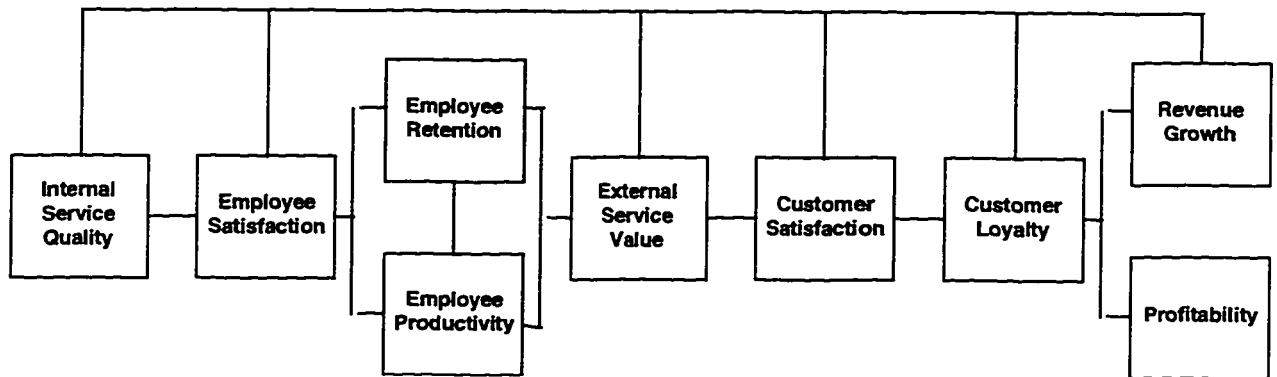 Internal
Service
Quality
Employee
Satisfaction
Employee
Retention
Employee
Productivity
External
Service
Value
Customer
Satisfaction
Customer
Loyalty
Revenue
Growth
Profitability